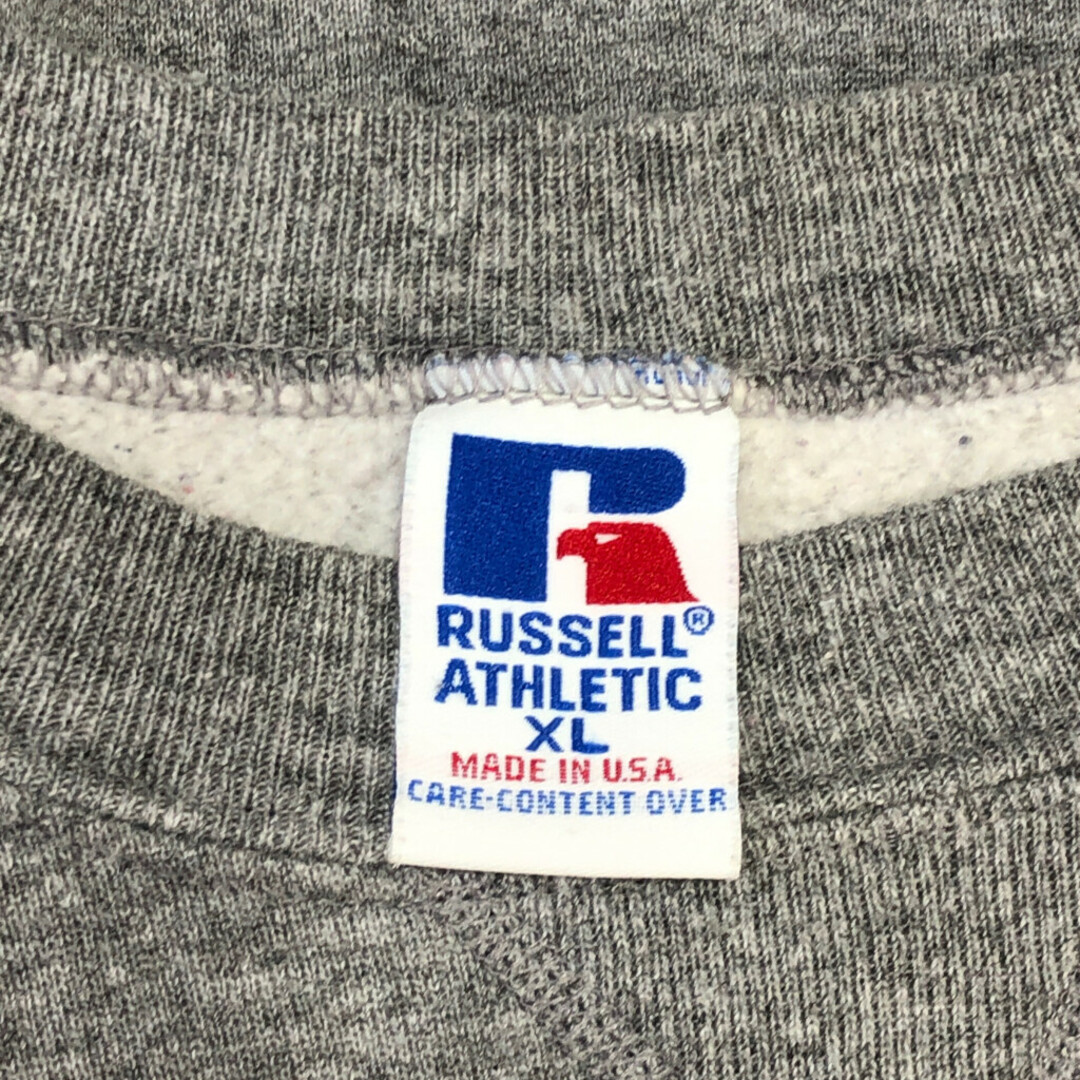 RUSSELL®
ATHLETIC
XL
MADE IN U.S.A.
CARE-CONTENT OVER